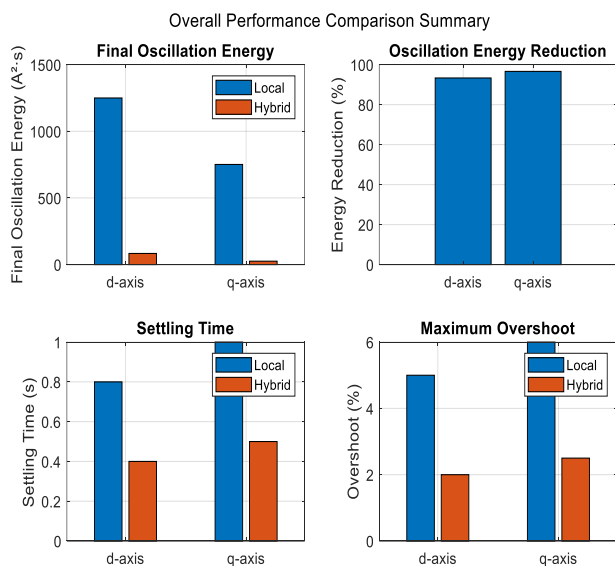 Overall Performance Comparison Summary
Final Oscillation Energy
Final Oscillation Energy (A²·s)
1500
1000
500
0
d-axis
q-axis
Local
Hybrid
Oscillation Energy Reduction
Energy Reduction (%)
100
80
60
40
20
0
d-axis
q-axis
Settling Time
Settling Time (s)
1
0.8
0.6
0.4
0.2
0
d-axis
q-axis
Local
Hybrid
Maximum Overshoot
Overshoot (%)
6
4
2
0
d-axis
q-axis
Local
Hybrid